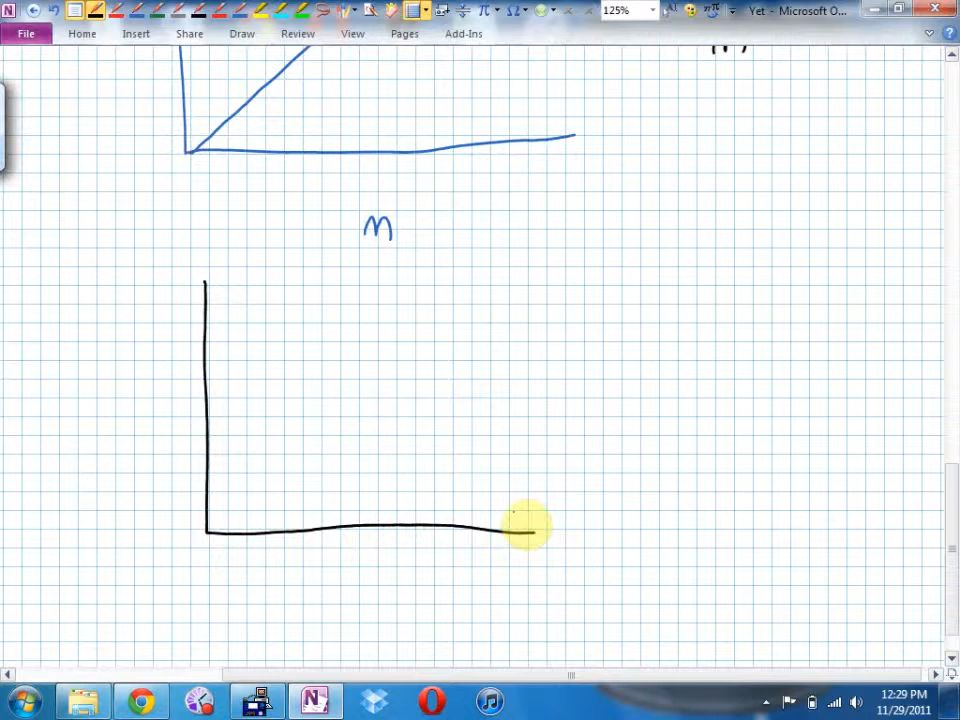 125%
Yet - Microsoft O...
File Home Insert Share Draw Review View Pages Add-Ins
m
12:29 PM
11/29/2011